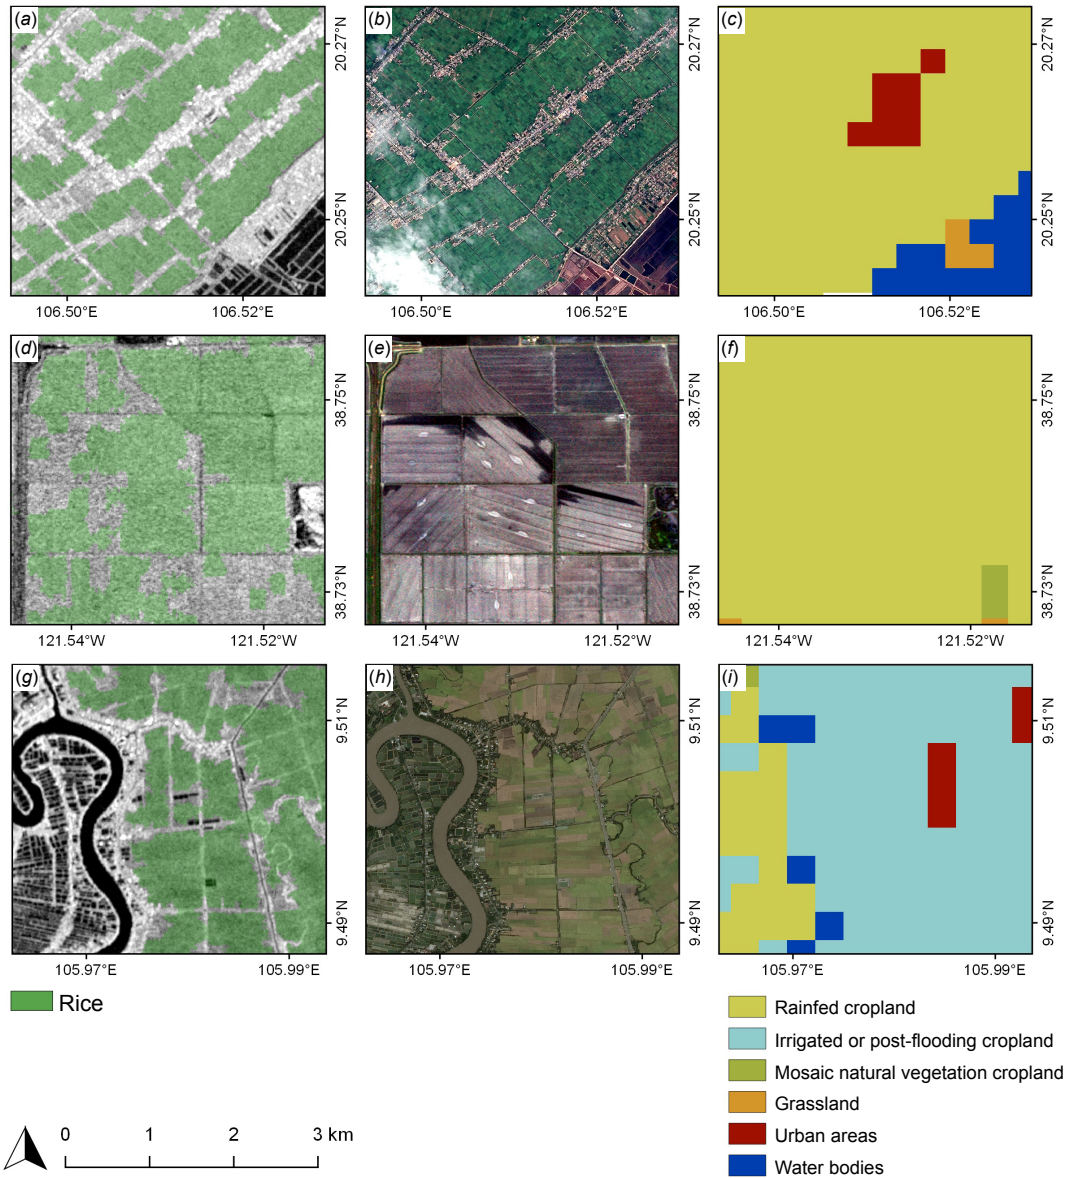 (a)
(b)
(c)
20.27°N
20.27°N
20.27°N
20.25°N
20.25°N
20.25°N
106.50°E
106.52°E
106.50°E
106.52°E
106.50°E
106.52°E
(d)
(e)
(f)
38.75°N
38.75°N
38.75°N
38.73°N
38.73°N
38.73°N
121.54°W
121.52°W
121.54°W
121.52°W
121.54°W
121.52°W
(g)
(h)
(i)
9.51°N
9.51°N
9.51°N
9.49°N
9.49°N
9.49°N
105.97°E
105.99°E
105.97°E
105.99°E
105.97°E
105.99°E
Rice
Rainfed cropland
Irrigated or post-flooding cropland
Mosaic natural vegetation cropland
Grassland
Urban areas
Water bodies
0 1 2 3 km